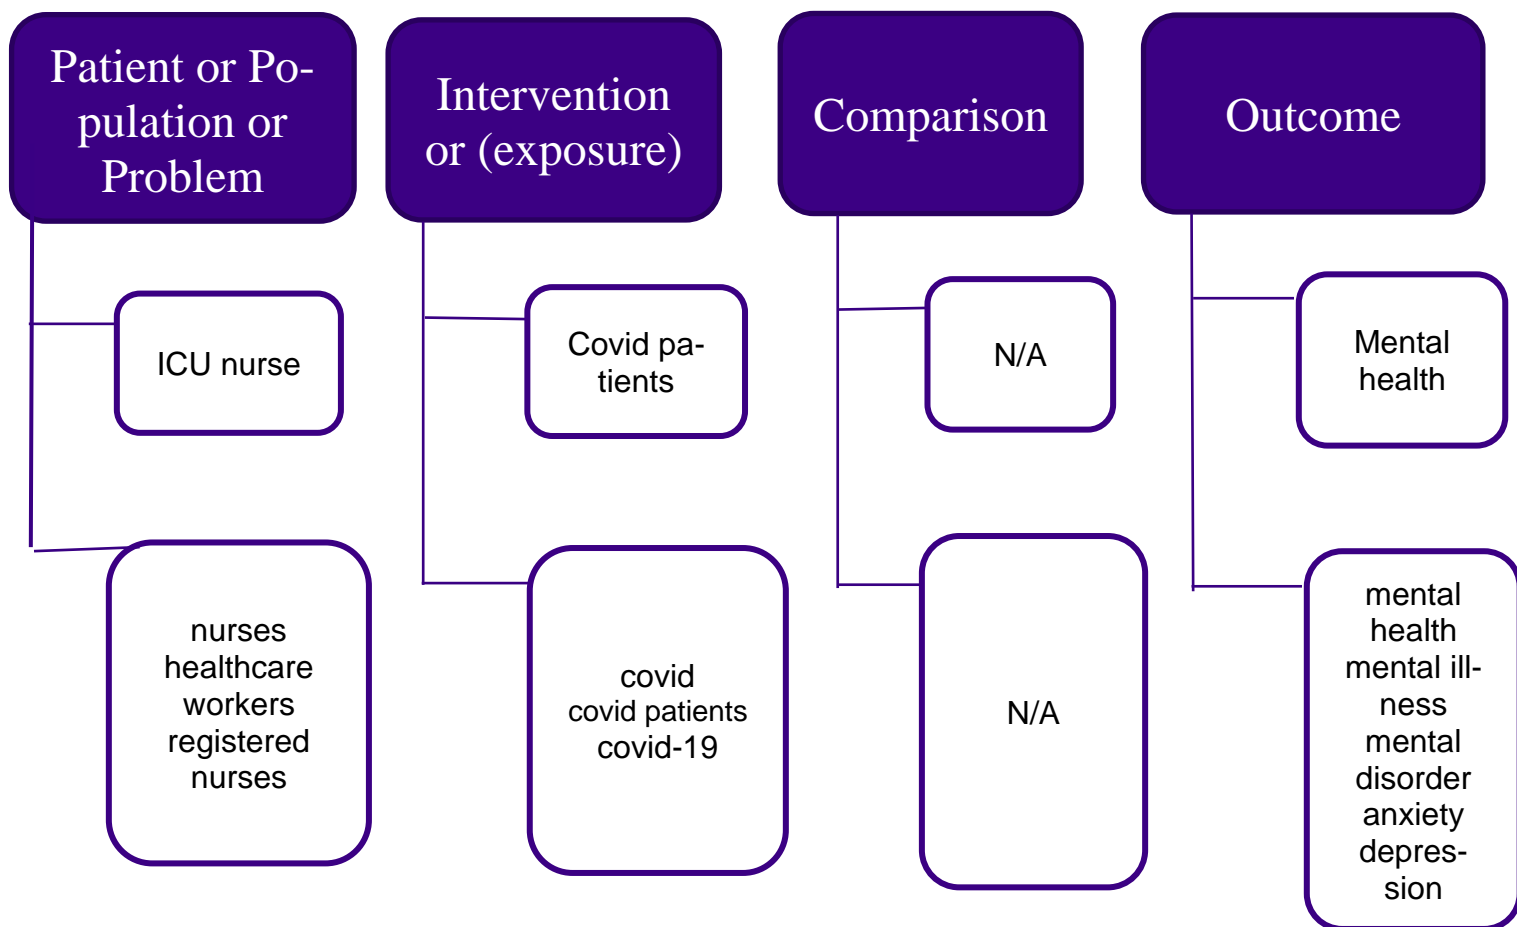 Patient or Po-
pulation or
Problem
Intervention
or (exposure)
Comparison
Outcome
ICU nurse
Covid pa-
tients
N/A
Mental
health
nurses
healthcare
workers
registered
nurses
covid
covid patients
covid-19
N/A
mental
health
mental ill-
ness
mental
disorder
anxiety
depres-
sion